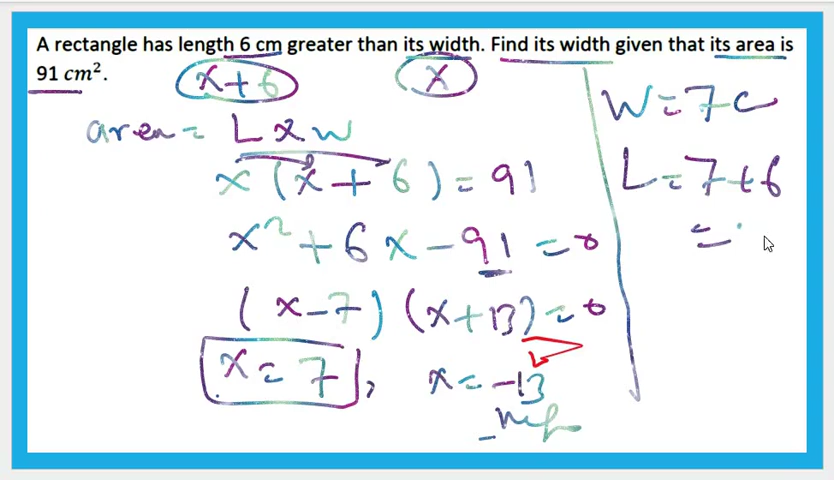 A rectangle has length 6 cm greater than its width. Find its width given that its area is
91 cm².
x+6
x
area = L x w
x (x + 6) = 91
x² + 6x - 91 = 0
(x-7) (x+13) = 0
x = 7, x = -13
W = 7c
L = 7+6
=